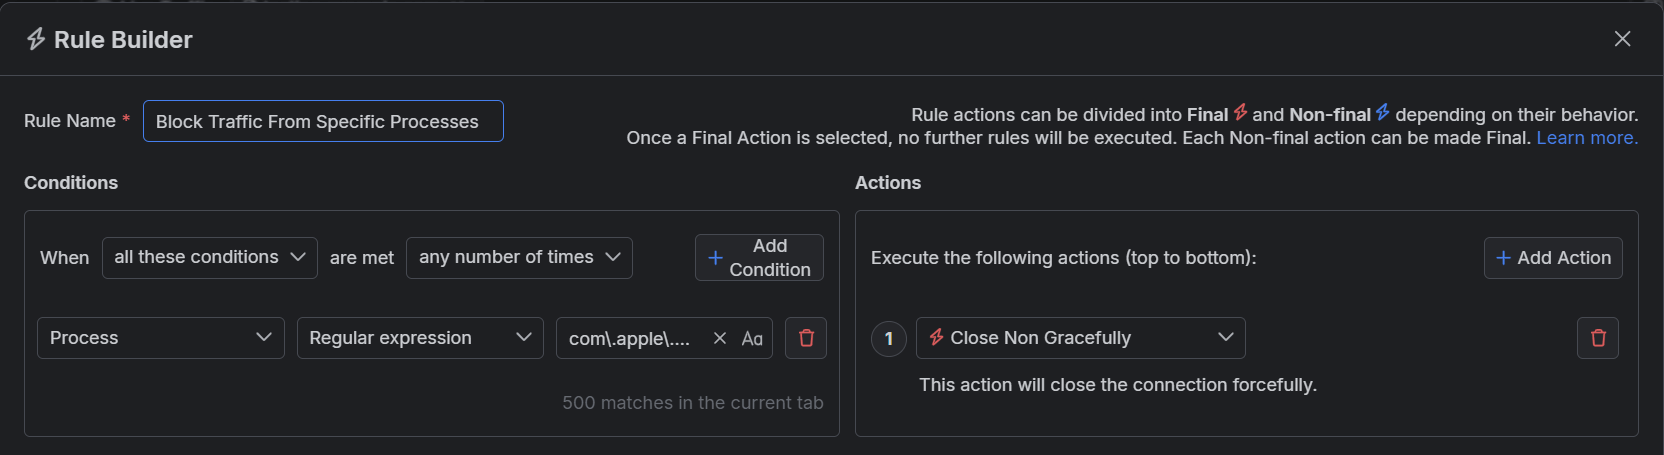 Rule Builder
Rule Name *
Block Traffic From Specific Processes
Rule actions can be divided into Final and Non-final depending on their behavior.
Once a Final Action is selected, no further rules will be executed. Each Non-final action can be made Final. Learn more.
Conditions
When all these conditions are met any number of times + Add Condition
Process Regular expression com\.apple\.... Aa
500 matches in the current tab
Actions
Execute the following actions (top to bottom): + Add Action
1 Close Non Gracefully
This action will close the connection forcefully.